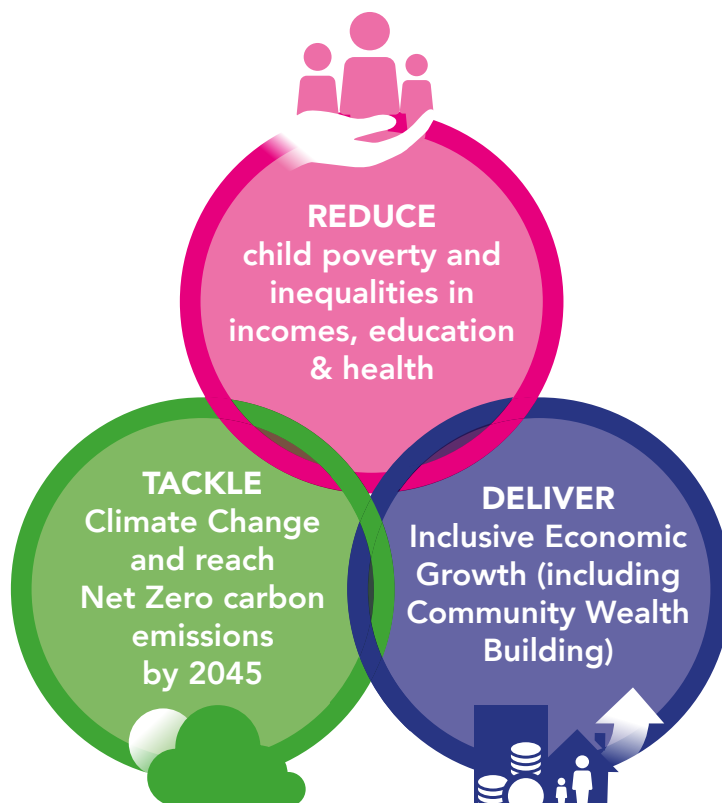 REDUCE
child poverty and
inequalities in
incomes, education
& health
TACKLE
Climate Change
and reach
Net Zero carbon
emissions
by 2045
DELIVER
Inclusive Economic
Growth (including
Community Wealth
Building)